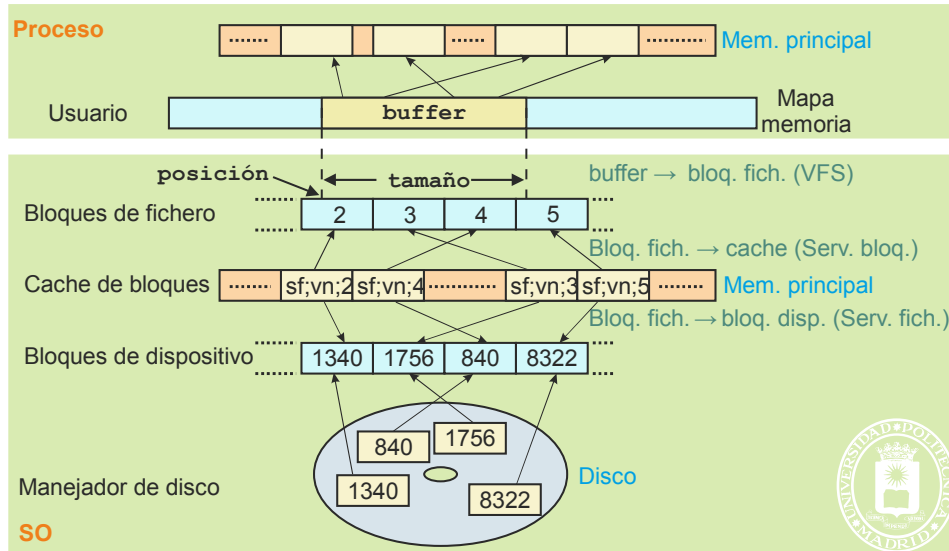 Proceso
....... ....... ....... ...........
Mem. principal
Usuario
buffer
Mapa
memoria
posición
tamaño
buffer → bloq. fich. (VFS)
Bloques de fichero
....... 2 3 4 5 .......
Bloq. fich. → cache (Serv. bloq.)
Cache de bloques
....... sf;vn;2 sf;vn;4 ............... sf;vn;3 sf;vn;5 ........
Mem. principal
Bloq. fich. → bloq. disp. (Serv. fich.)
Bloques de dispositivo
....... 1340 1756 840 8322 ....
840
1756
1340
8322
Disco
Manejador de disco
SO
UNIVERSIDAD POLITÉCNICA MADRID